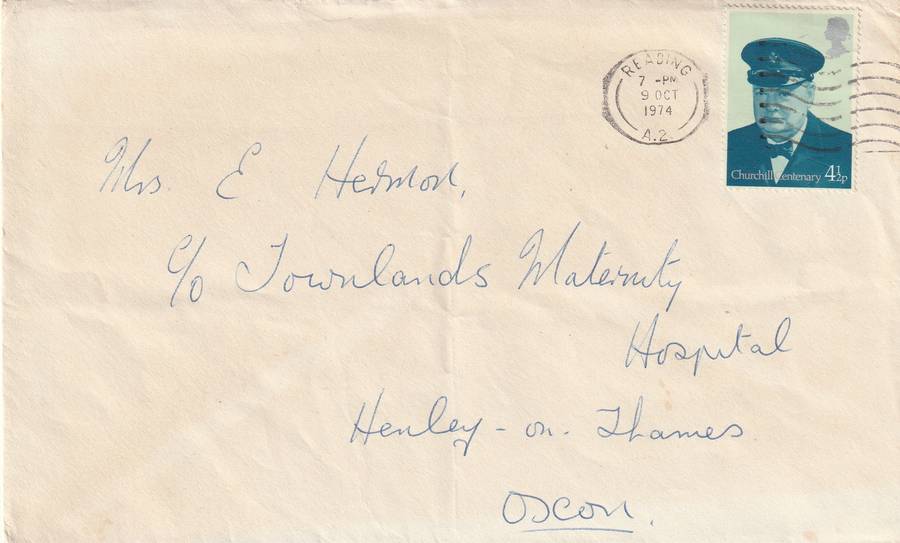 READING
7 -PM
9 OCT
1974
A.2.
Churchill Centenary 4½p
Mrs. E Hermon,
c/o Townlands Maternity
Hospital
Henley-on-Thames
OXON.